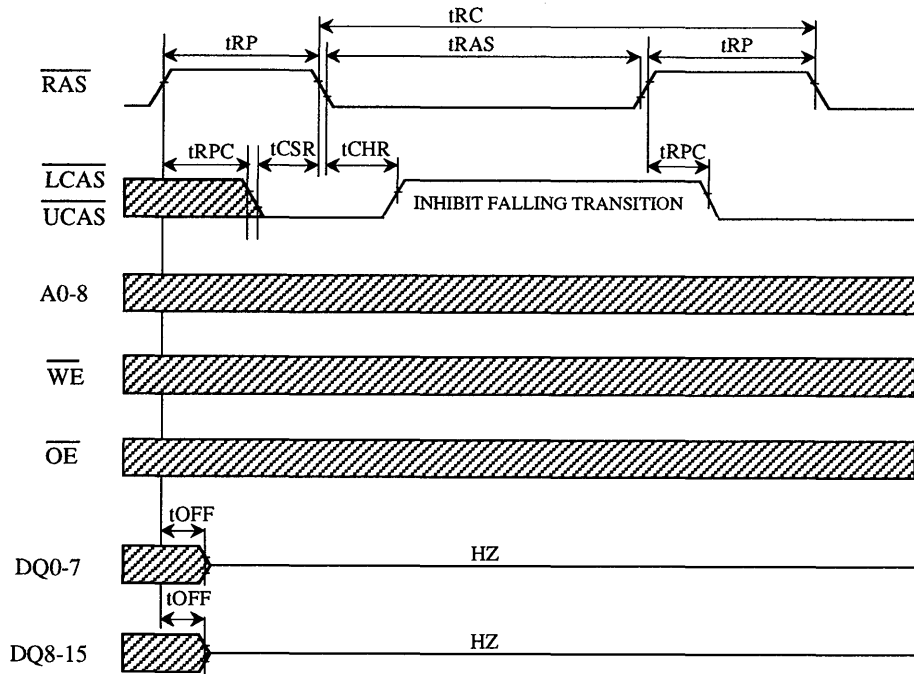 tRC
tRP tRAS tRP
RAS
tRPC tCSR tCHR tRPC
LCAS
UCAS INHIBIT FALLING TRANSITION
A0-8
WE
OE
tOFF
DQ0-7 HZ
tOFF
DQ8-15 HZ